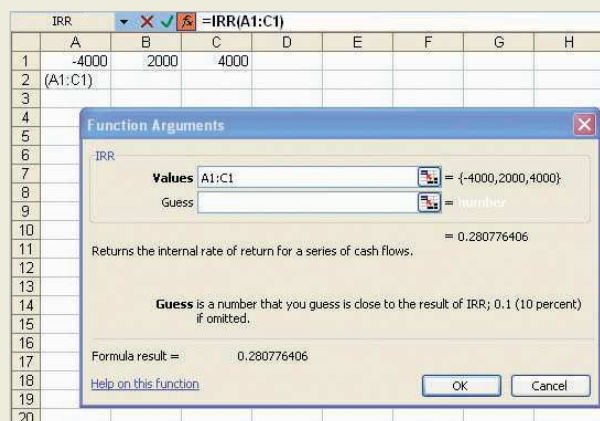 IRR =IRR(A1:C1)
A B C D E F G H
1 -4000 2000 4000
2 (A1:C1)
3
4
5
6
7
8
9
10
11
12
13
14
15
16
17
18
19
20
Function Arguments
IRR
Values A1:C1 = {-4000,2000,4000}
Guess = number
= 0.280776406
Returns the internal rate of return for a series of cash flows.
Guess is a number that you guess is close to the result of IRR; 0.1 (10 percent)
if omitted.
Formula result = 0.280776406
Help on this function OK Cancel